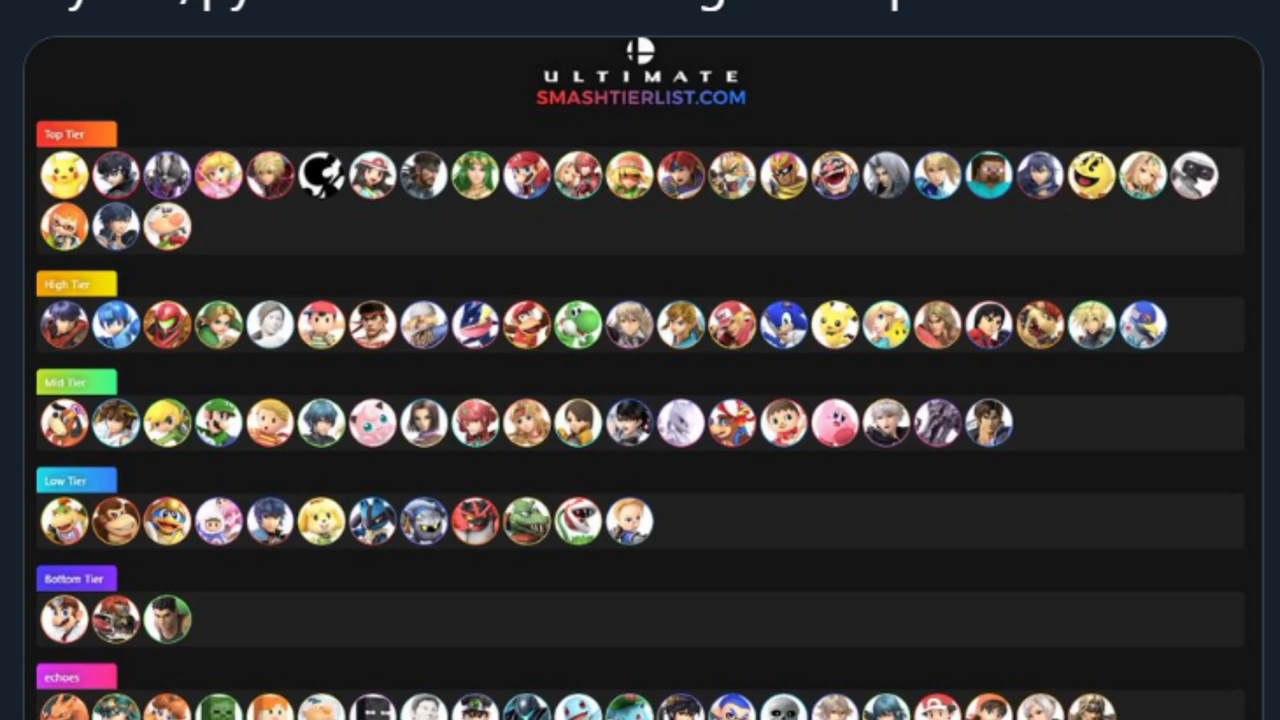 ULTIMATE
SMASHTIERLIST.COM
Top Tier
High Tier
Mid Tier
Low Tier
Bottom Tier
echoes